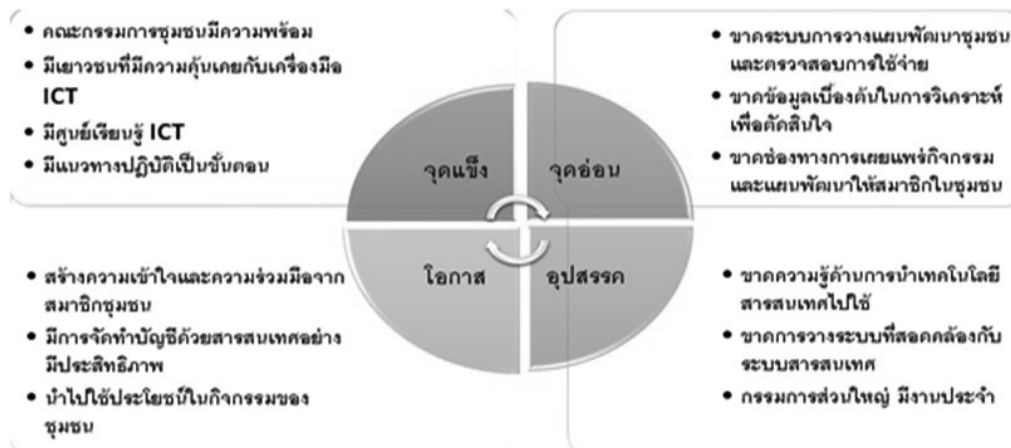 • คณะกรรมการชุมชนมีความพร้อม
• มีเยาวชนที่มีความคุ้นเคยกับเครื่องมือ
ICT
• มีศูนย์เรียนรู้ ICT
• มีแนวทางปฏิบัติเป็นขั้นตอน
จุดแข็ง
• ขาดระบบการวางแผนพัฒนาชุมชน
และตรวจสอบการใช้จ่าย
• ขาดข้อมูลเบื้องต้นในการวิเคราะห์
เพื่อตัดสินใจ
• ขาดช่องทางการเผยแพร่กิจกรรม
และแผนพัฒนาให้สมาชิกในชุมชน
จุดอ่อน
• สร้างความเข้าใจและความร่วมมือจาก
สมาชิกชุมชน
• มีการจัดทำบัญชีด้วยสารสนเทศอย่าง
มีประสิทธิภาพ
• นำไปใช้ประโยชน์ในกิจกรรมของ
ชุมชน
โอกาส
• ขาดความรู้ด้านการนำเทคโนโลยี
สารสนเทศไปใช้
• ขาดการวางระบบที่สอดคล้องกับ
ระบบสารสนเทศ
• กรรมการส่วนใหญ่ มีงานประจำ
อุปสรรค